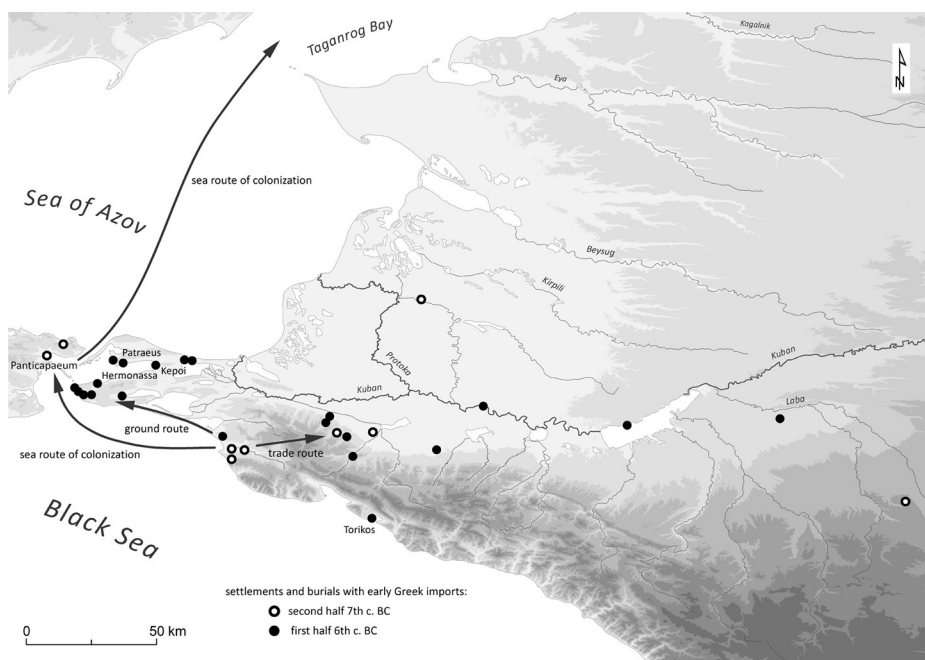 Taganrog Bay
Kagalnik
N
Eya
sea route of colonization
Sea of Azov
Beysug
Kirpili
Kuban
Panticapaeum
Patraeus
Hermonassa
Kepoi
Protoka
Kuban
Laba
ground route
sea route of colonization
trade route
Black Sea
Torikos
settlements and burials with early Greek imports:
second half 7th c. BC
first half 6th c. BC
0
50 km